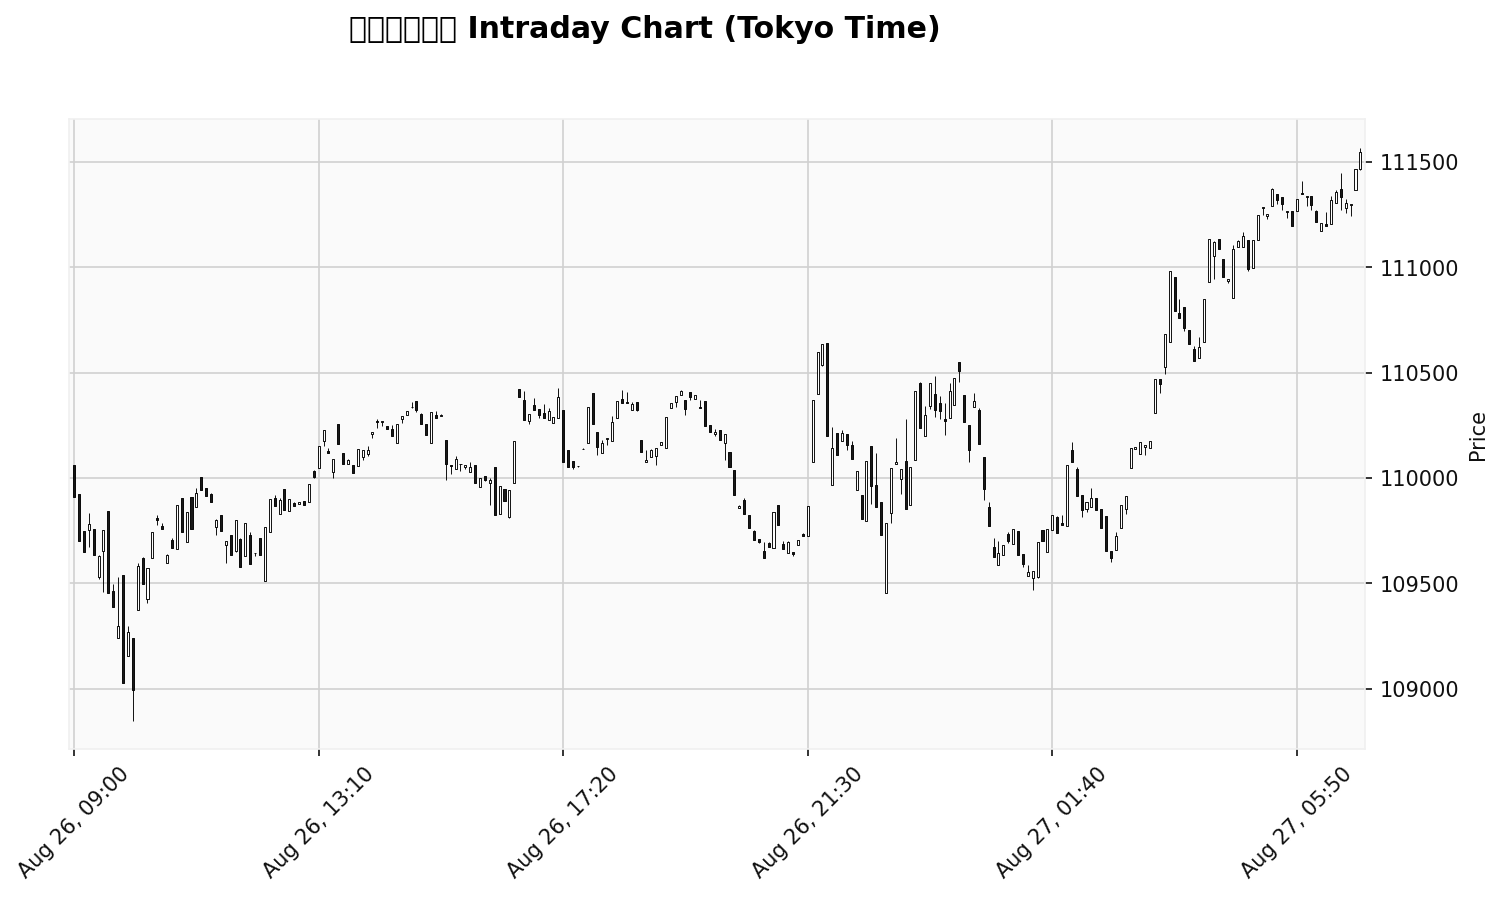 Intraday Chart (Tokyo Time)
111500
111000
110500
110000
109500
109000
Price
Aug 26, 09:00
Aug 26, 13:10
Aug 26, 17:20
Aug 26, 21:30
Aug 27, 01:40
Aug 27, 05:50